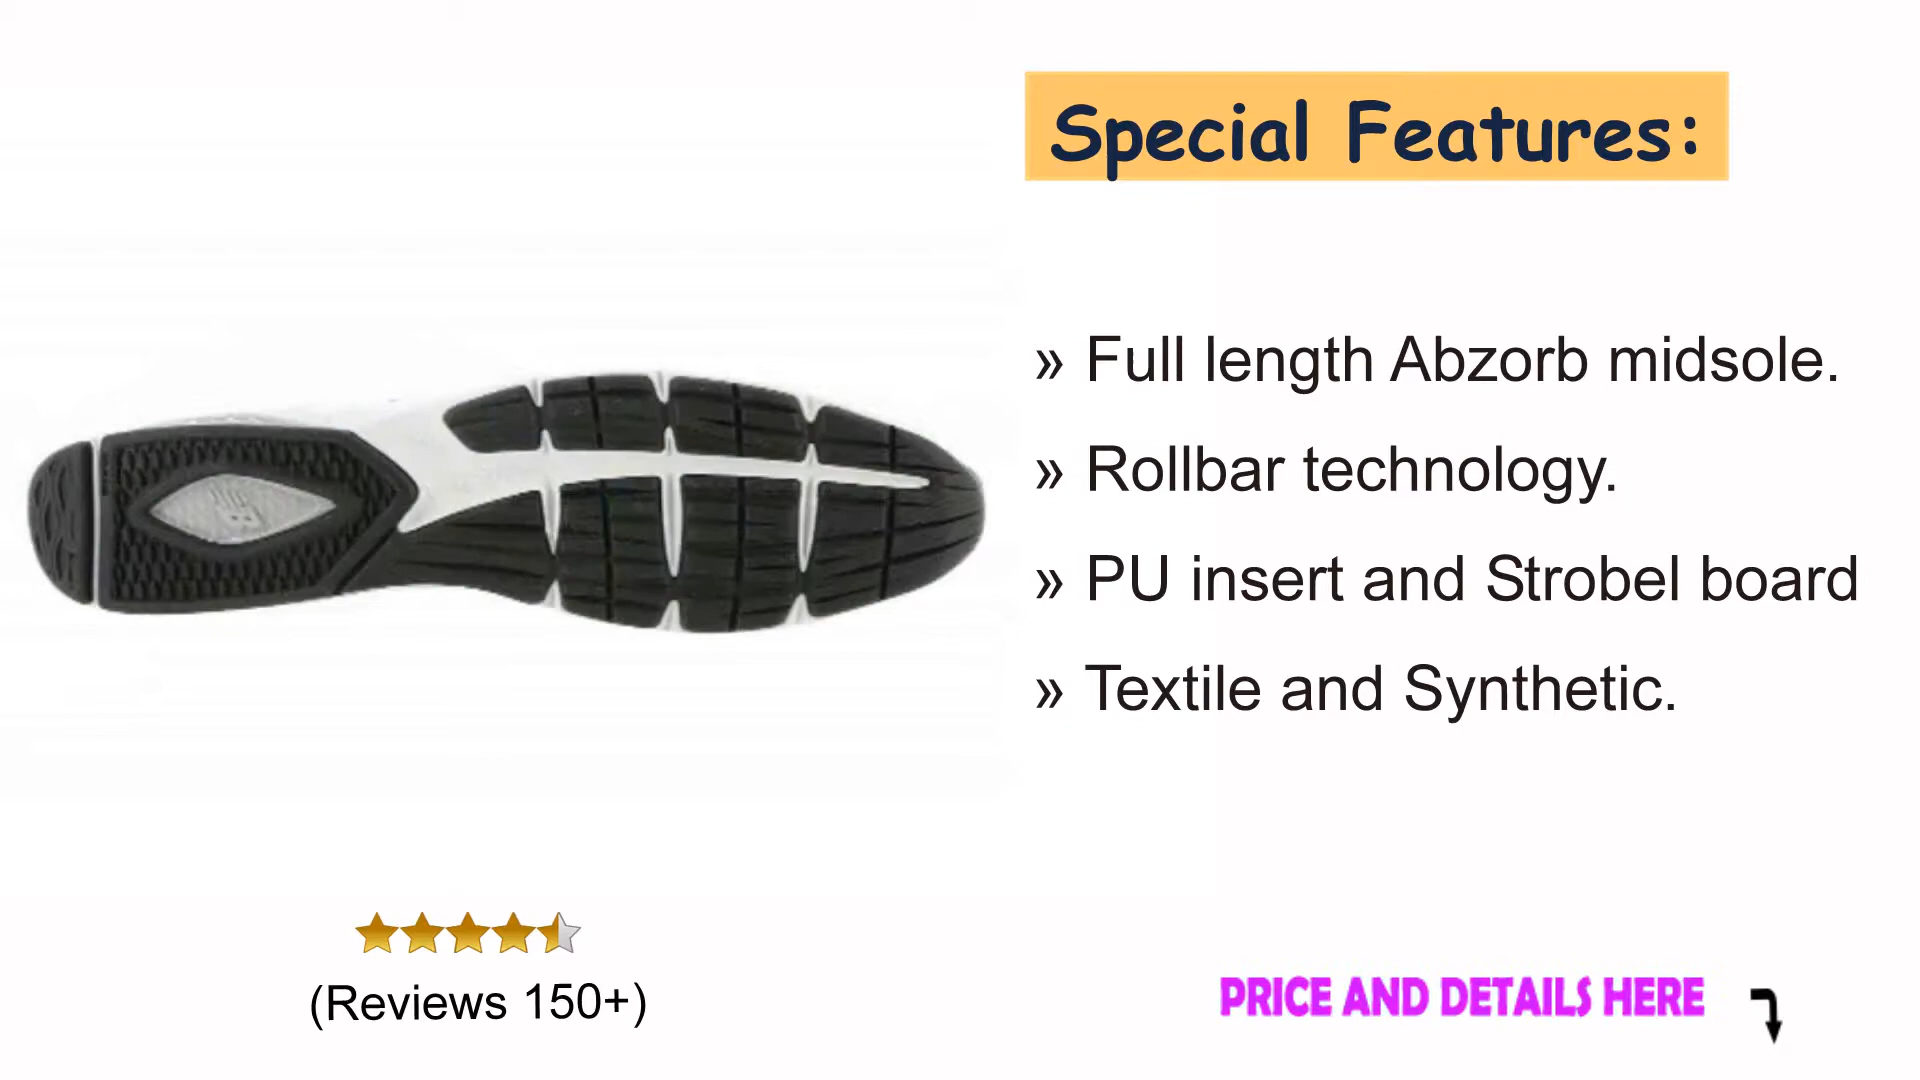 Special Features:
» Full length Abzorb midsole.
» Rollbar technology.
» PU insert and Strobel board
» Textile and Synthetic.
(Reviews 150+)
PRICE AND DETAILS HERE